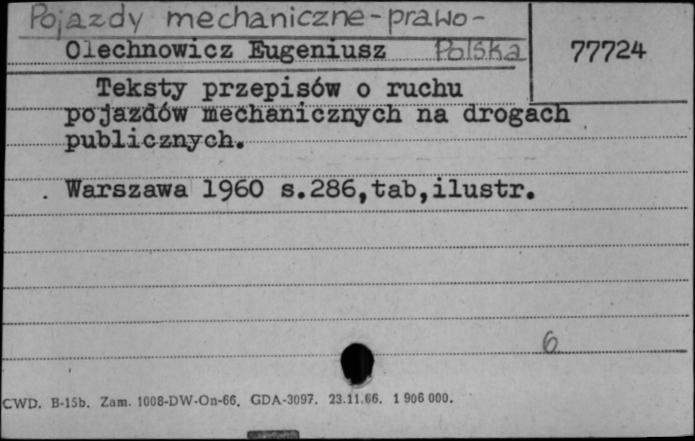 Pojazdy mechaniczne - prawo -
Olechnowicz Eugeniusz Polska 77724
Teksty przepisów o ruchu
pojazdów mechanicznych na drogach
publicznych.
. Warszawa 1960 s.286,tab,ilustr.
6
CWD. B-15b. Zam. 1008-DW-On-66. GDA-3097. 23.11.66. 1 906 000.